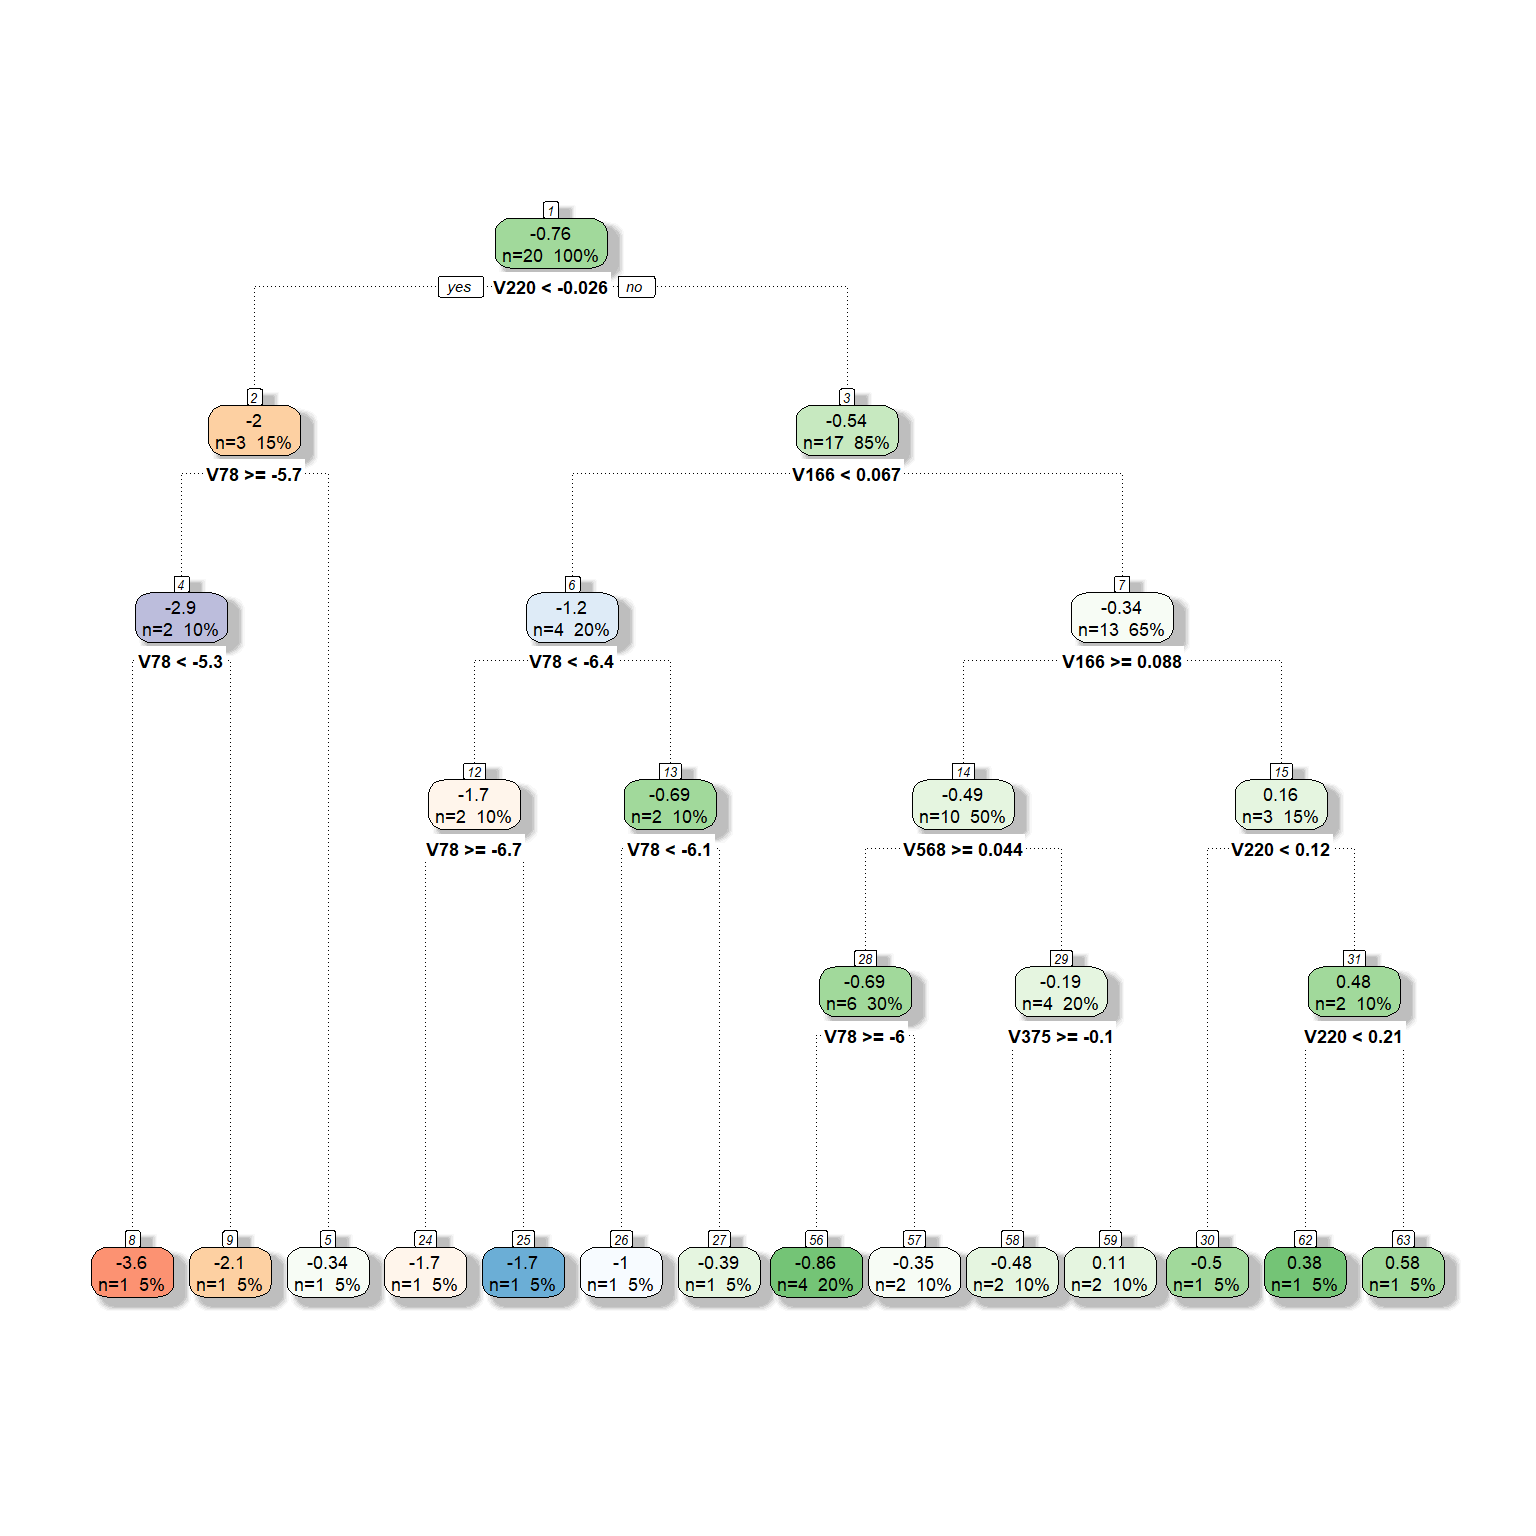 1
-0.76
n=20 100%
yes V220 < -0.026 no
2
-2
n=3 15%
V78 >= -5.7
3
-0.54
n=17 85%
V166 < 0.067
4
-2.9
n=2 10%
V78 < -5.3
6
-1.2
n=4 20%
V78 < -6.4
7
-0.34
n=13 65%
V166 >= 0.088
12
-1.7
n=2 10%
V78 >= -6.7
13
-0.69
n=2 10%
V78 < -6.1
14
-0.49
n=10 50%
V568 >= 0.044
15
0.16
n=3 15%
V220 < 0.12
28
-0.69
n=6 30%
V78 >= -6
29
-0.19
n=4 20%
V375 >= -0.1
31
0.48
n=2 10%
V220 < 0.21
8
-3.6
n=1 5%
9
-2.1
n=1 5%
5
-0.34
n=1 5%
24
-1.7
n=1 5%
25
-1.7
n=1 5%
26
-1
n=1 5%
27
-0.39
n=1 5%
56
-0.86
n=4 20%
57
-0.35
n=2 10%
58
-0.48
n=2 10%
59
0.11
n=2 10%
30
-0.5
n=1 5%
62
0.38
n=1 5%
63
0.58
n=1 5%